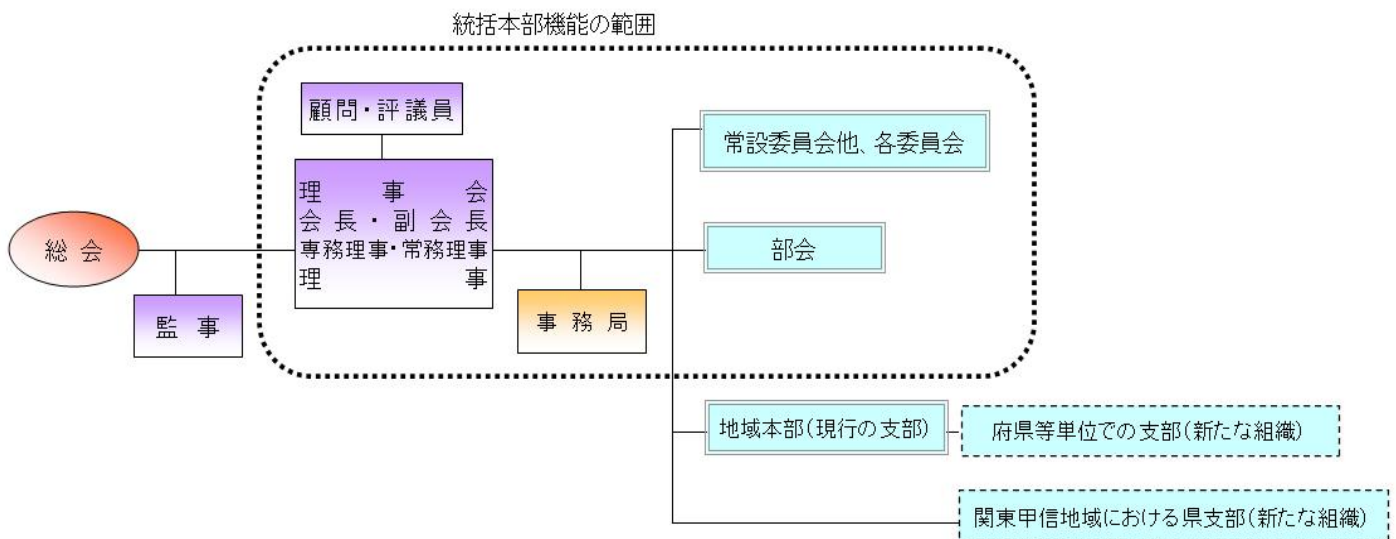 統括本部機能の範囲
顧問・評議員
常設委員会他、各委員会
理事会
会長・副会長
専務理事・常務理事
理事
総会
部会
監事
事務局
地域本部(現行の支部)
府県等単位での支部(新たな組織)
関東甲信地域における県支部(新たな組織)